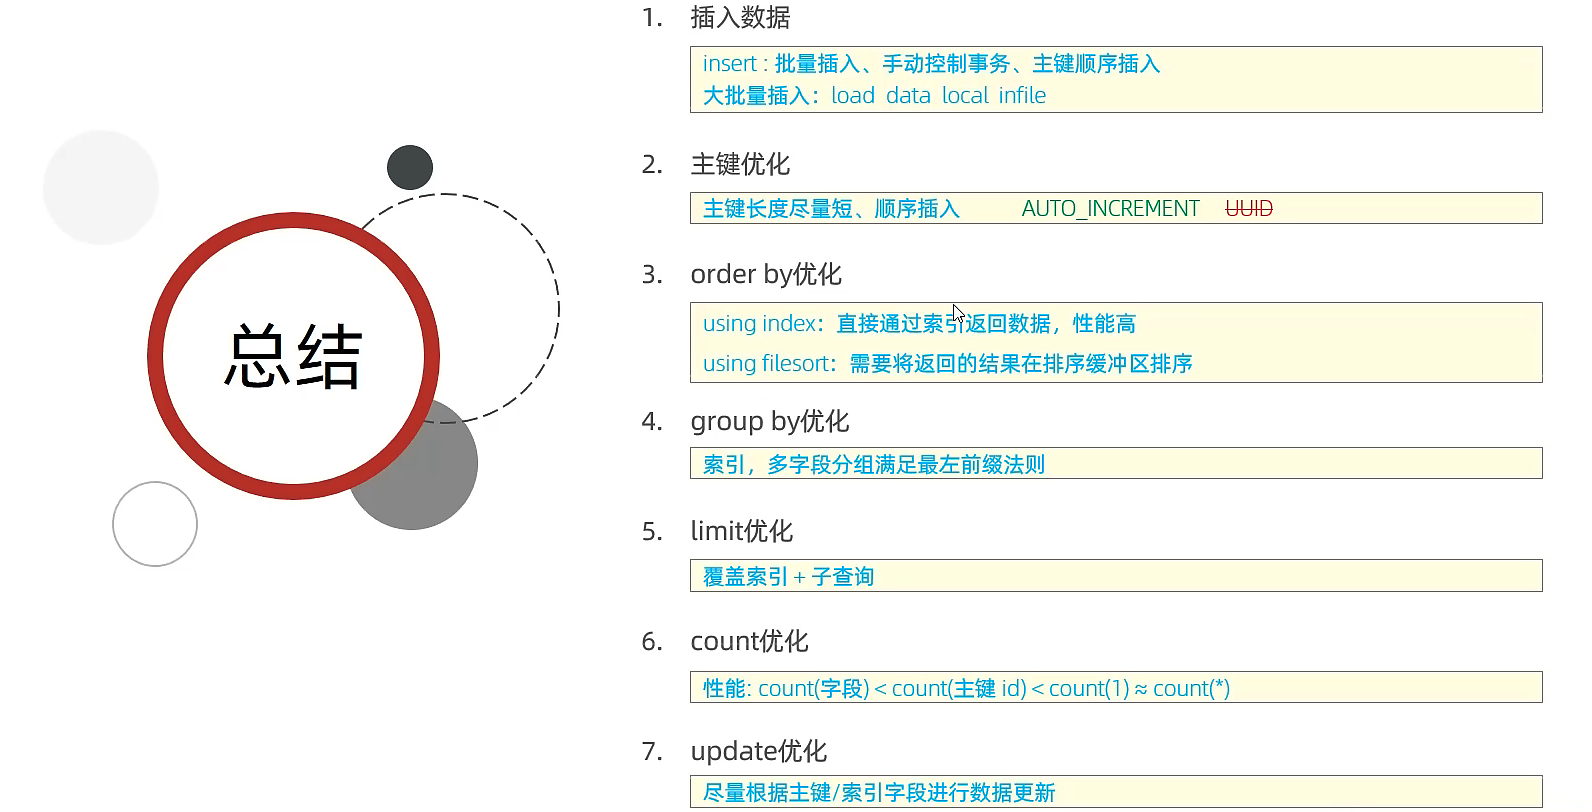 总结
1. 插入数据
insert : 批量插入、手动控制事务、主键顺序插入
大批量插入：load data local infile
2. 主键优化
主键长度尽量短、顺序插入 AUTO_INCREMENT UUID
3. order by优化
using index：直接通过索引返回数据，性能高
using filesort：需要将返回的结果在排序缓冲区排序
4. group by优化
索引，多字段分组满足最左前缀法则
5. limit优化
覆盖索引 + 子查询
6. count优化
性能: count(字段) < count(主键 id) < count(1) ≈ count(*)
7. update优化
尽量根据主键/索引字段进行数据更新